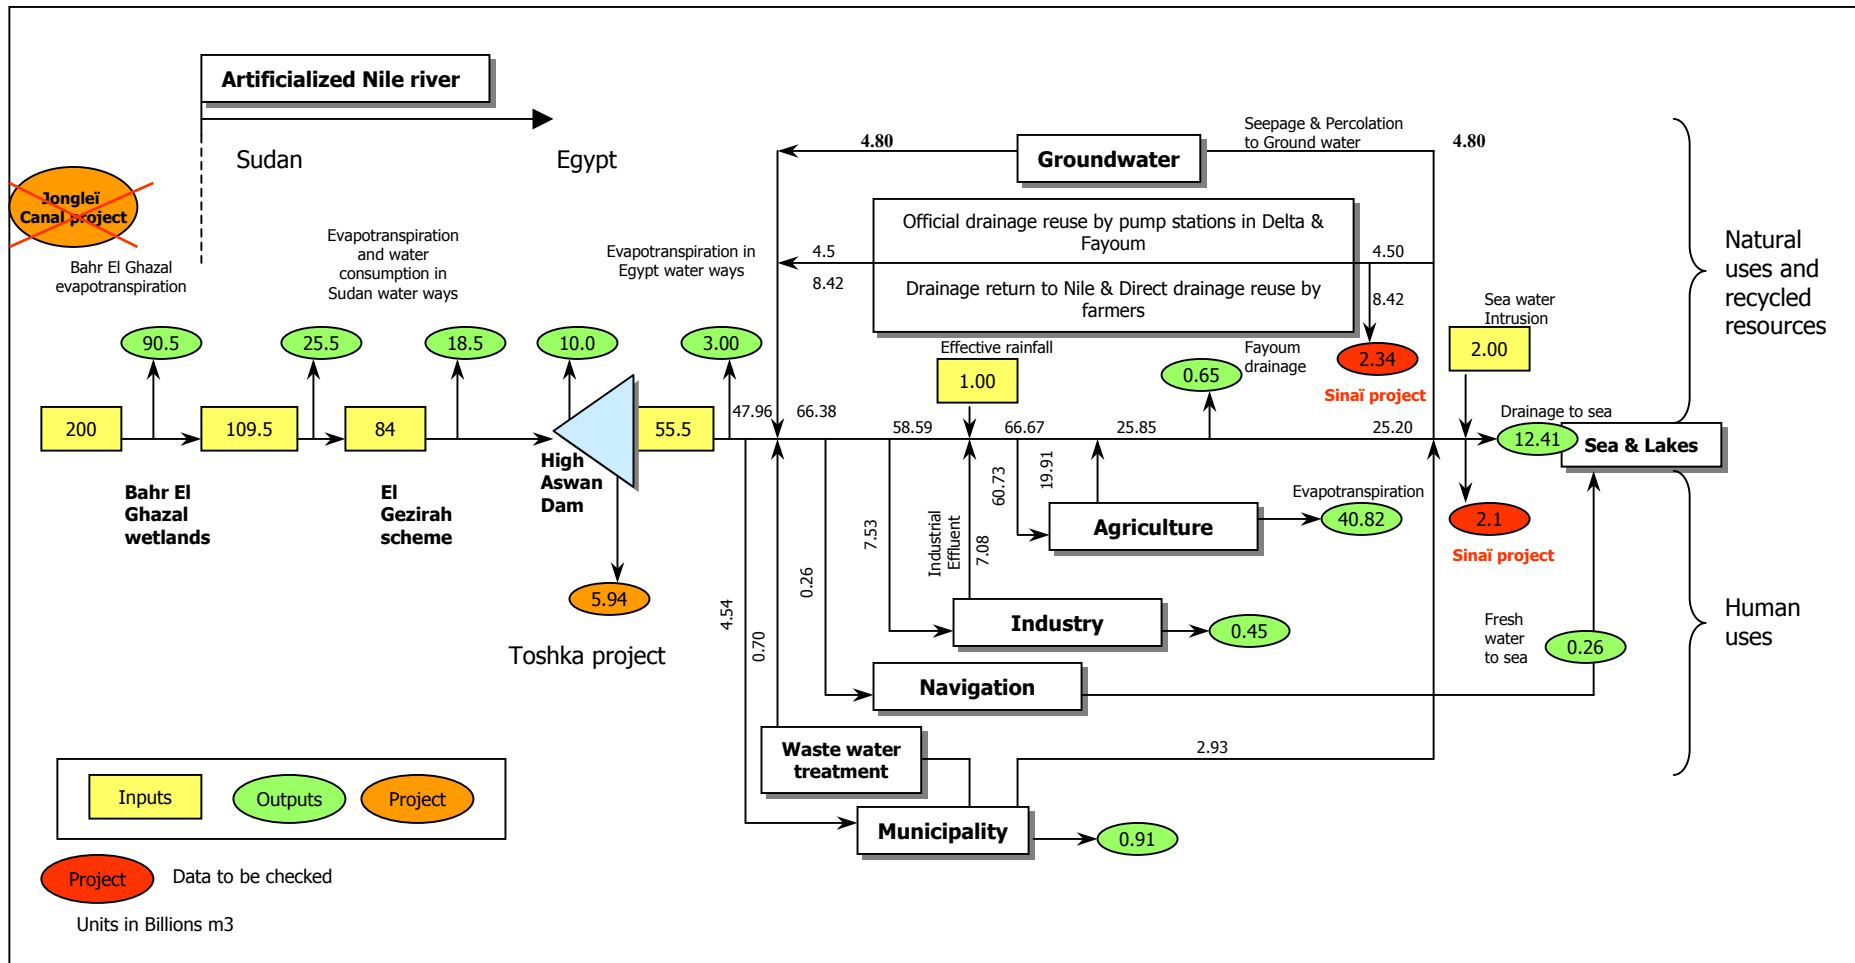 Artificialized Nile river
Sudan
Egypt
Jongleï
Canal project
Bahr El Ghazal
evapotranspiration
Evapotranspiration
and water
consumption in
Sudan water ways
Evapotranspiration in
Egypt water ways
4.80
Groundwater
Seepage & Percolation
to Ground water
4.80
Official drainage reuse by pump stations in Delta &
Fayoum
4.5
4.50
8.42
8.42
Drainage return to Nile & Direct drainage reuse by
farmers
Natural
uses and
recycled
resources
Sea water
Intrusion
90.5
25.5
18.5
10.0
3.00
Effective rainfall
1.00
Fayoum
drainage
0.65
2.34
Sinaï project
2.00
200
109.5
84
55.5
47.96
66.38
58.59
66.67
25.85
25.20
Drainage to sea
12.41
Sea & Lakes
Bahr El
Ghazal
wetlands
El
Gezirah
scheme
High
Aswan
Dam
60.73
19.91
Agriculture
Evapotranspiration
40.82
2.1
Sinaï project
7.53
Industrial
Effluent
7.08
0.26
4.54
0.70
5.94
Toshka project
Industry
0.45
Navigation
Fresh
water
to sea
0.26
Human
uses
Waste water
treatment
2.93
Municipality
0.91
Inputs
Outputs
Project
Project
Data to be checked
Units in Billions m3